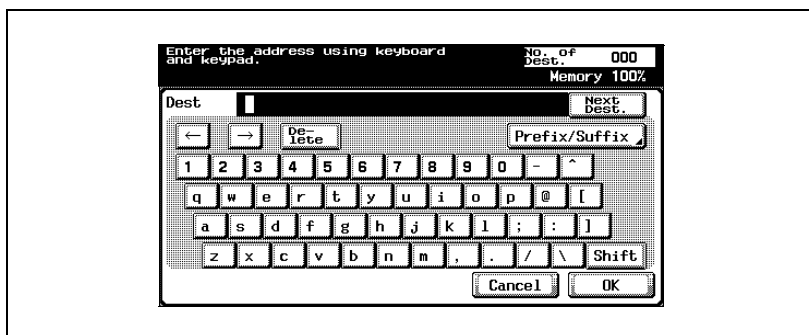 Enter the address using keyboard
and keypad.
No. of
Dest. 000
Memory 100%
Dest
Next
Dest.
← → De-
lete
Prefix/Suffix
1 2 3 4 5 6 7 8 9 0 - ^
q w e r t y u i o p @ [
a s d f g h j k l ; : ]
z x c v b n m , . / \ Shift
Cancel OK